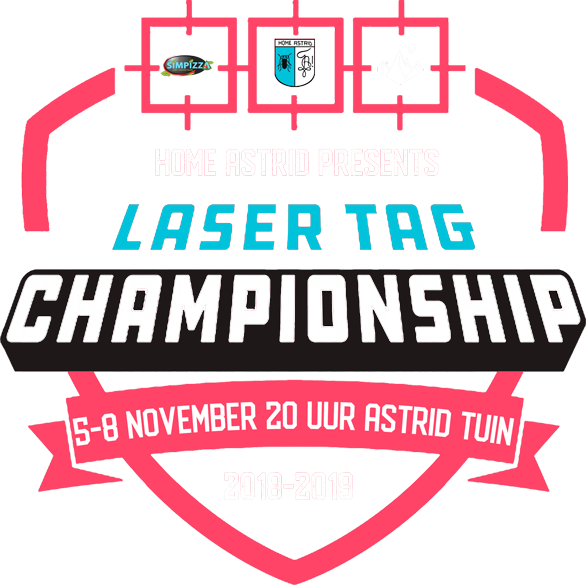 SIMPIZZA
HOME ASTRID
HOME ASTRID PRESENTS
LASER TAG
CHAMPIONSHIP
5-8 NOVEMBER 20 UUR ASTRID TUIN
2018-2019